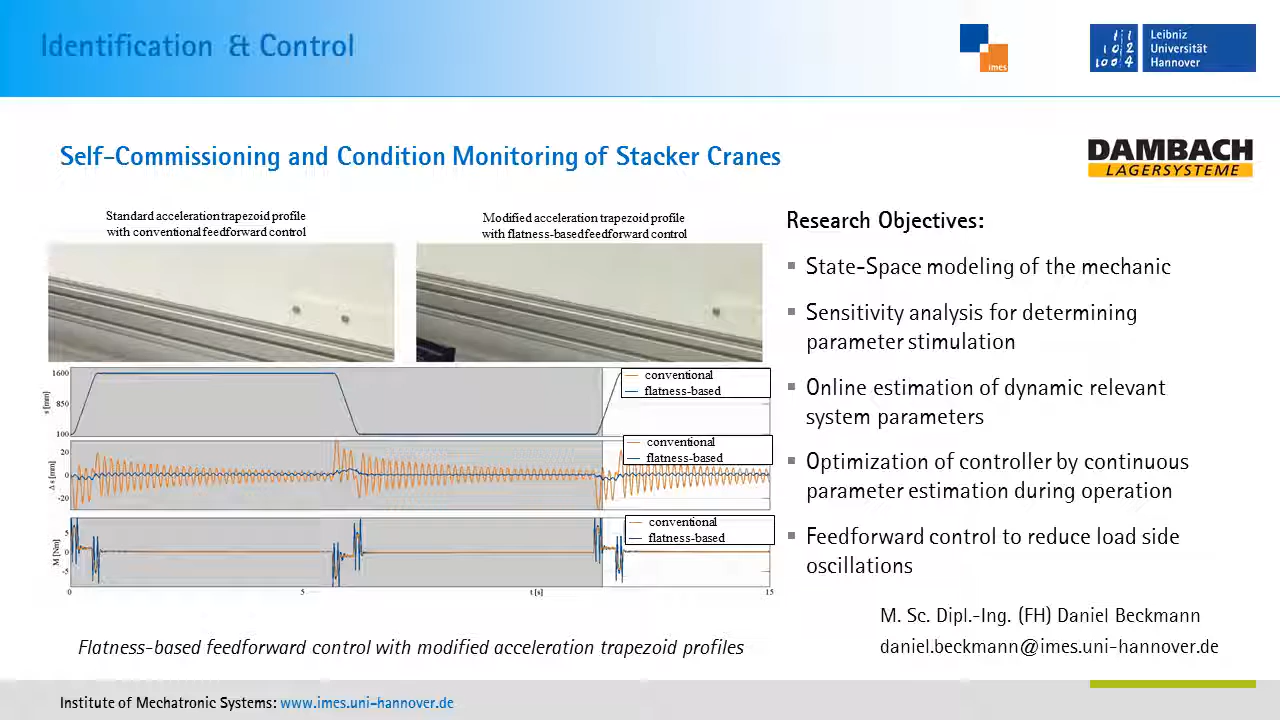 Identification & Control
imes
Leibniz
Universität
Hannover
Self-Commissioning and Condition Monitoring of Stacker Cranes
DAMBACH
LAGERSYSTEME
Standard acceleration trapezoid profile
with conventional feedforward control
Modified acceleration trapezoid profile
with flatness-based feedforward control
s [mm]
1600
850
100
conventional
flatness-based
Δ s [mm]
20
0
-20
conventional
flatness-based
M [Nm]
5
0
-5
conventional
flatness-based
0
5
t [s]
15
Flatness-based feedforward control with modified acceleration trapezoid profiles
Research Objectives:
State-Space modeling of the mechanic
Sensitivity analysis for determining
parameter stimulation
Online estimation of dynamic relevant
system parameters
Optimization of controller by continuous
parameter estimation during operation
Feedforward control to reduce load side
oscillations
M. Sc. Dipl.-Ing. (FH) Daniel Beckmann
daniel.beckmann@imes.uni-hannover.de
Institute of Mechatronic Systems: www.imes.uni-hannover.de